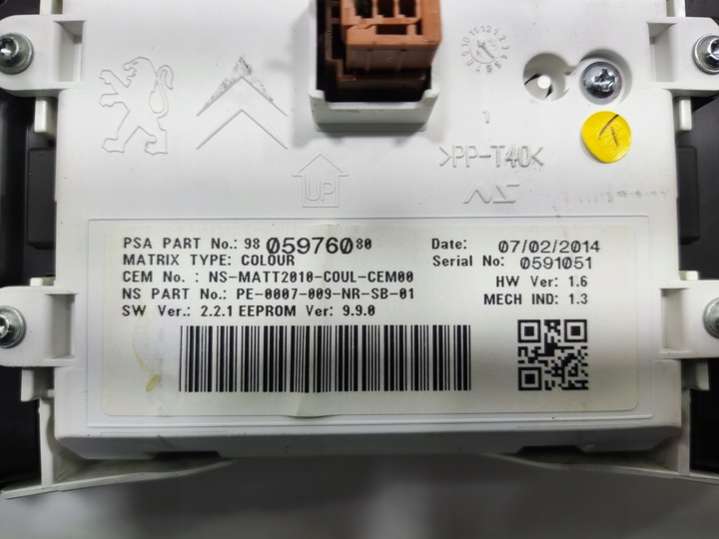 1
>PP-T40<
UP
PSA PART No.: 98 059760 80
Date: 07/02/2014
MATRIX TYPE: COLOUR
Serial No: 0591051
CEM No. : NS-MATT2010-COUL-CEM00
HW Ver: 1.6
NS PART No.: PE-0007-009-NR-SB-01
MECH IND: 1.3
SW Ver.: 2.2.1 EEPROM Ver: 9.9.0